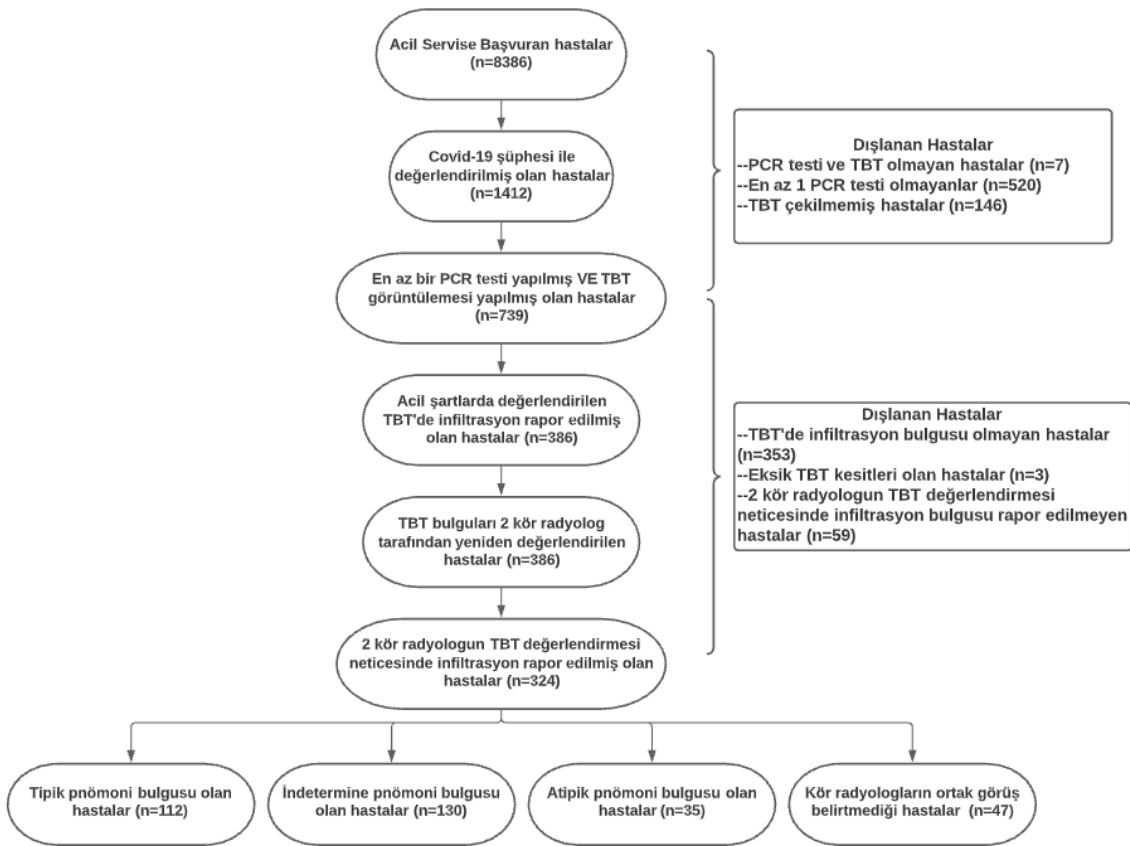 Acil Servise Başvuran hastalar
(n=8386)
Covid-19 şüphesi ile
değerlendirilmiş olan hastalar
(n=1412)
En az bir PCR testi yapılmış VE TBT
görüntülemesi yapılmış olan hastalar
(n=739)
Acil şartlarda değerlendirilen
TBT'de infiltrasyon rapor edilmiş
olan hastalar (n=386)
TBT bulguları 2 kör radyolog
tarafından yeniden değerlendirilen
hastalar (n=386)
2 kör radyologun TBT değerlendirmesi
neticesinde infiltrasyon rapor edilmiş olan
hastalar (n=324)
Tipik pnömoni bulgusu olan
hastalar (n=112)
İndetermine pnömoni bulgusu
olan hastalar (n=130)
Atipik pnömoni bulgusu olan
hastalar (n=35)
Kör radyologların ortak görüş
belirtmediği hastalar (n=47)
Dışlanan Hastalar
--PCR testi ve TBT olmayan hastalar (n=7)
--En az 1 PCR testi olmayanlar (n=520)
--TBT çekilmemiş hastalar (n=146)
Dışlanan Hastalar
--TBT'de infiltrasyon bulgusu olmayan hastalar
(n=353)
--Eksik TBT kesitleri olan hastalar (n=3)
--2 kör radyologun TBT değerlendirmesi
neticesinde infiltrasyon bulgusu rapor edilmeyen
hastalar (n=59)